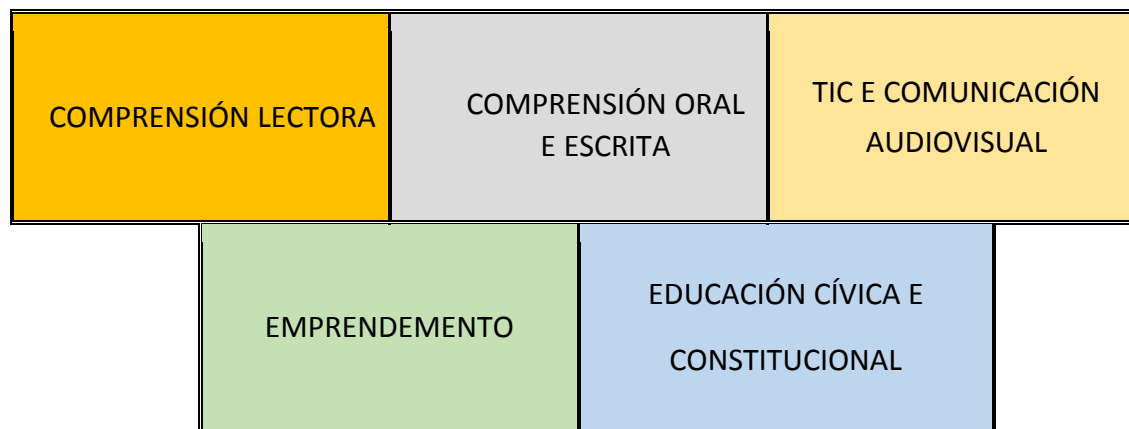 COMPRENSIÓN LECTORA
COMPRENSIÓN ORAL
E ESCRITA
TIC E COMUNICACIÓN
AUDIOVISUAL
EMPRENDEMENTO
EDUCACIÓN CÍVICA E
CONSTITUCIONAL